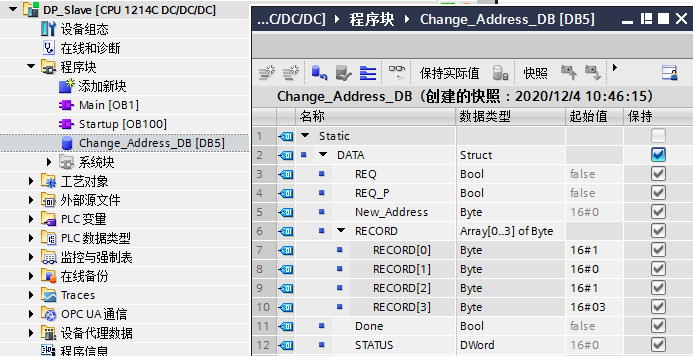 DP_Slave [CPU 1214C DC/DC/DC]
设备组态
在线和诊断
程序块
添加新块
Main [OB1]
Startup [OB100]
Change_Address_DB [DB5]
系统块
工艺对象
外部源文件
PLC 变量
PLC 数据类型
监控与强制表
在线备份
Traces
OPC UA 通信
设备代理数据
程序信息
...C/DC/DC] 程序块 Change_Address_DB [DB5]
保持实际值 快照
Change_Address_DB (创建的快照：2020/12/4 10:46:15)
名称 数据类型 起始值 保持
1 Static
2 DATA Struct
3 REQ Bool false
4 REQ_P Bool false
5 New_Address Byte 16#0
6 RECORD Array[0..3] of Byte
7 RECORD[0] Byte 16#1
8 RECORD[1] Byte 16#0
9 RECORD[2] Byte 16#1
10 RECORD[3] Byte 16#03
11 Done Bool false
12 STATUS DWord 16#0